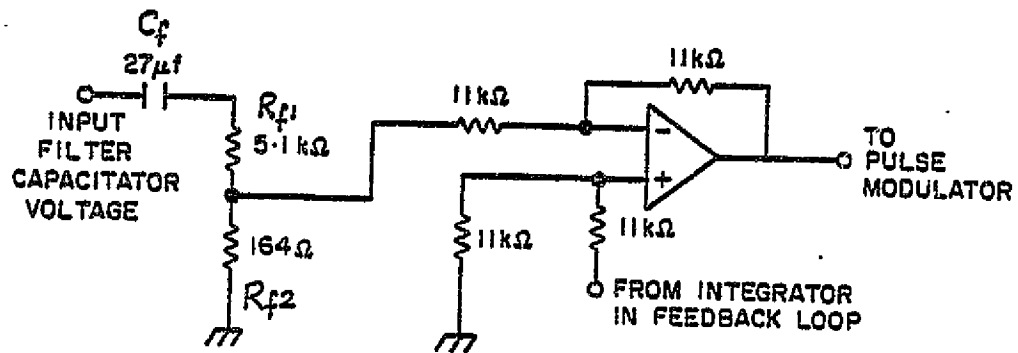 Cf
27µf
INPUT
FILTER
CAPACITATOR
VOLTAGE
Rf1
5.1 kΩ
164Ω
Rf2
11kΩ
11kΩ
-
+
11kΩ
11kΩ
TO
PULSE
MODULATOR
FROM INTEGRATOR
IN FEEDBACK LOOP